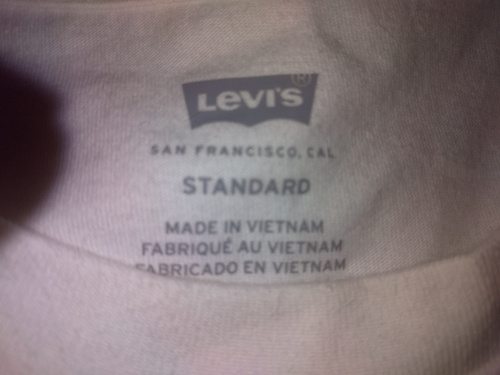 LEVI'S®
SAN FRANCISCO, CAL
STANDARD
MADE IN VIETNAM
FABRIQUÉ AU VIETNAM
FABRICADO EN VIETNAM